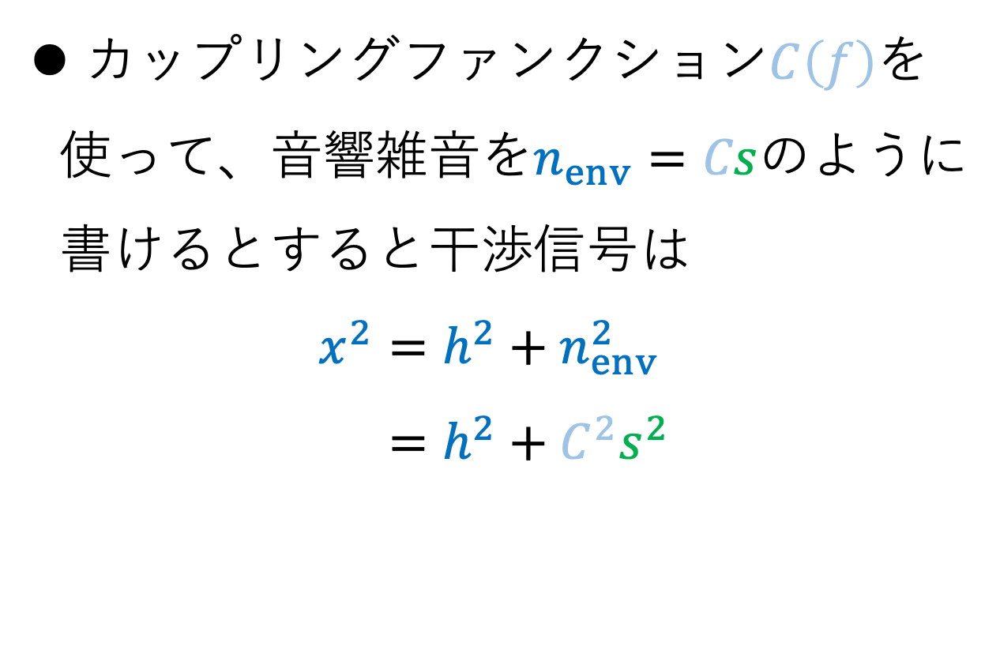 ● カップリングファンクションC(f)を
使って、音響雑音をn_env = Csのように
書けるとすると干渉信号は
x² = h² + n²_env
= h² + C²s²